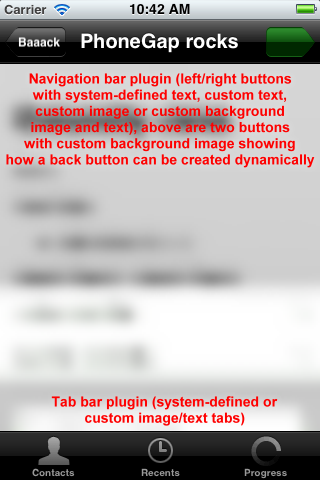 Carrier 10:42 AM
Baaack PhoneGap rocks
Navigation bar plugin (left/right buttons
with system-defined text, custom text,
custom image or custom background
image and text), above are two buttons
with custom background image showing
how a back button can be created dynamically
Tab bar plugin (system-defined or
custom image/text tabs)
Contacts Recents Progress